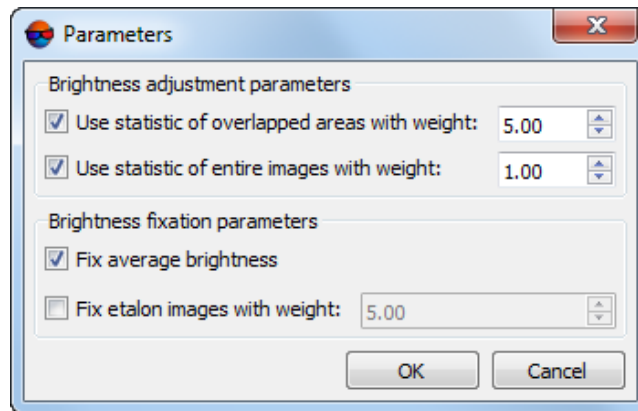 Parameters
Brightness adjustment parameters
Use statistic of overlapped areas with weight: 5.00
Use statistic of entire images with weight: 1.00
Brightness fixation parameters
Fix average brightness
Fix etalon images with weight: 5.00
OK Cancel